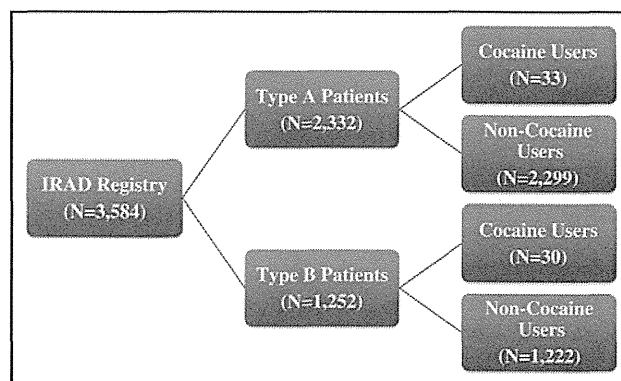 IRAD Registry
(N=3,584)
Type A Patients
(N=2,332)
Cocaine Users
(N=33)
Non-Cocaine
Users
(N=2,299)
Type B Patients
(N=1,252)
Cocaine Users
(N=30)
Non-Cocaine
Users
(N=1,222)